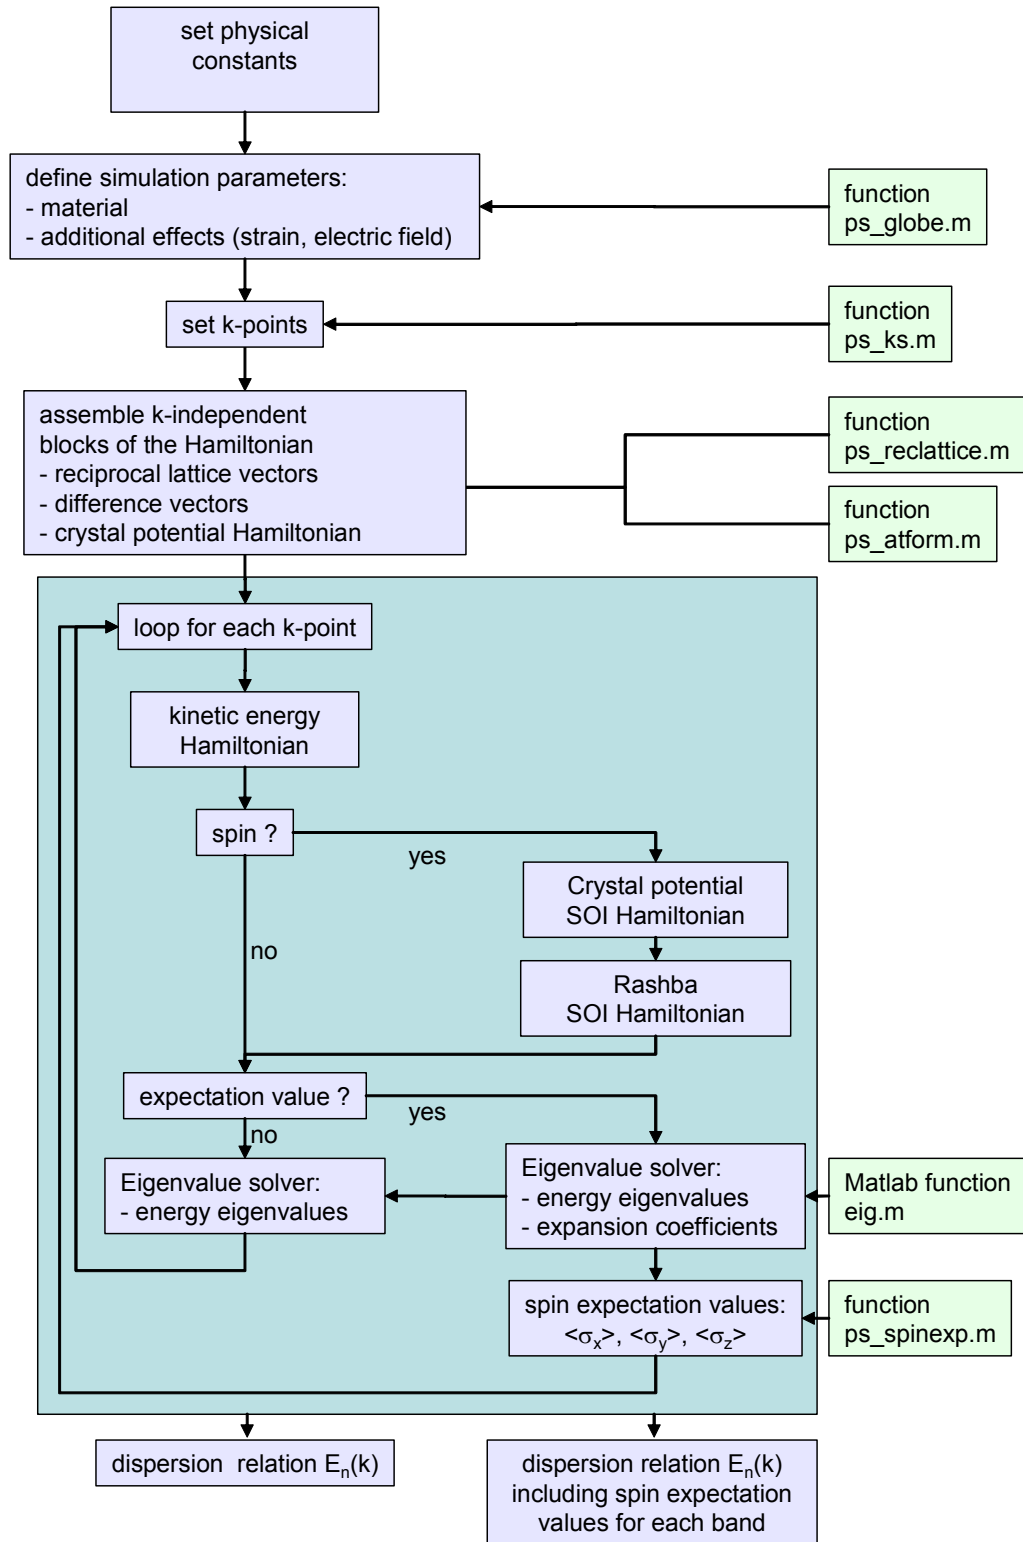 set physical
constants
define simulation parameters:
- material
- additional effects (strain, electric field)
function
ps_globe.m
set k-points
function
ps_ks.m
assemble k-independent
blocks of the Hamiltonian
- reciprocal lattice vectors
- difference vectors
- crystal potential Hamiltonian
function
ps_reclattice.m
function
ps_atform.m
loop for each k-point
kinetic energy
Hamiltonian
spin ?
yes
no
Crystal potential
SOI Hamiltonian
Rashba
SOI Hamiltonian
expectation value ?
yes
no
Eigenvalue solver:
- energy eigenvalues
Eigenvalue solver:
- energy eigenvalues
- expansion coefficients
Matlab function
eig.m
spin expectation values:
<σx>, <σy>, <σz>
function
ps_spinexp.m
dispersion relation En(k)
dispersion relation En(k)
including spin expectation
values for each band